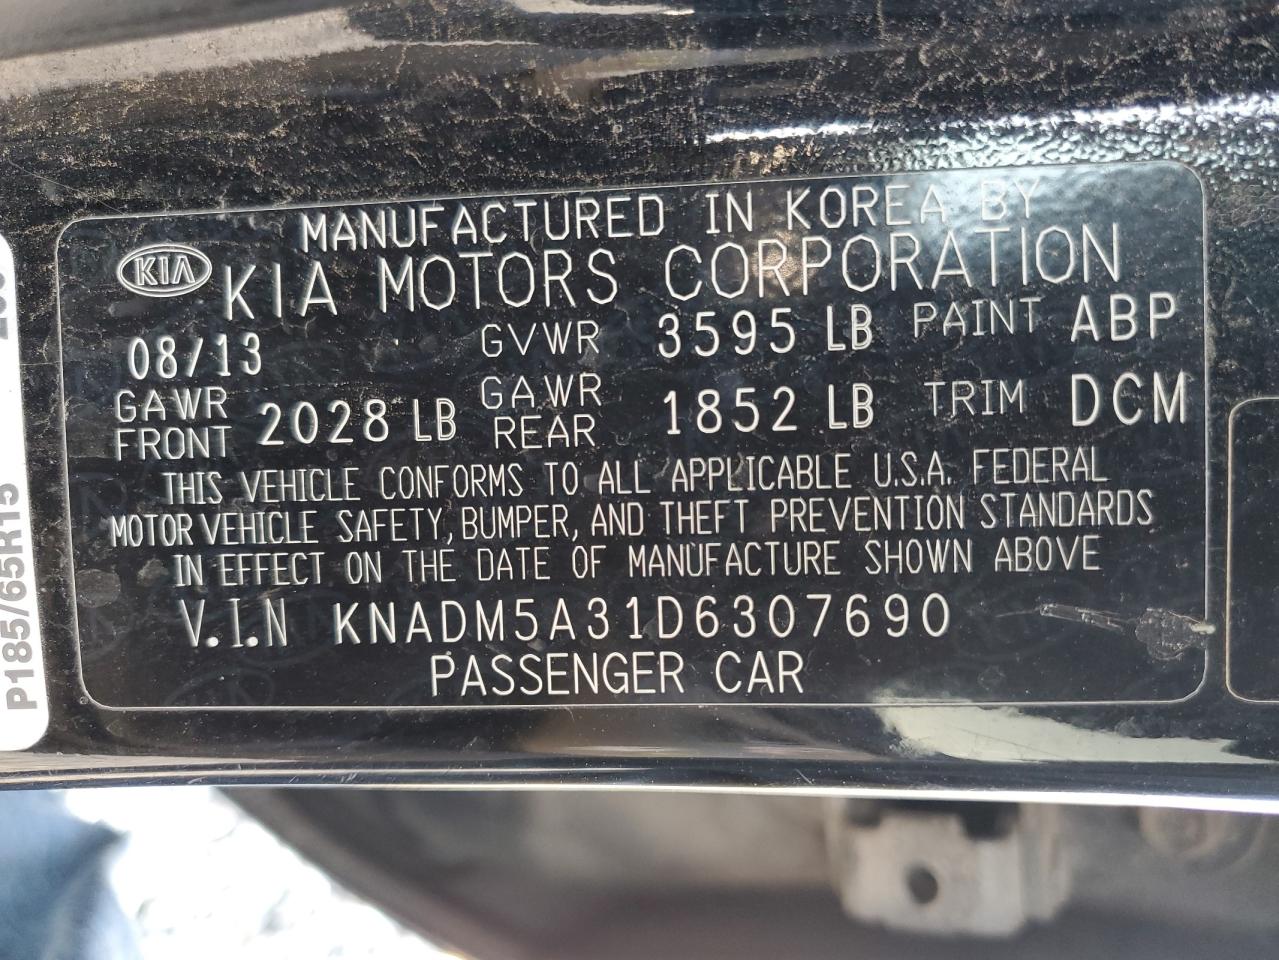 MANUFACTURED IN KOREA BY
KIA KIA MOTORS CORPORATION
08/13 GVWR 3595 LB PAINT ABP
GAWR FRONT 2028 LB GAWR REAR 1852 LB TRIM DCM
THIS VEHICLE CONFORMS TO ALL APPLICABLE U.S.A. FEDERAL
MOTOR VEHICLE SAFETY, BUMPER, AND THEFT PREVENTION STANDARDS
IN EFFECT ON THE DATE OF MANUFACTURE SHOWN ABOVE
V.I.N KNADM5A31D6307690
PASSENGER CAR
P185/65R15